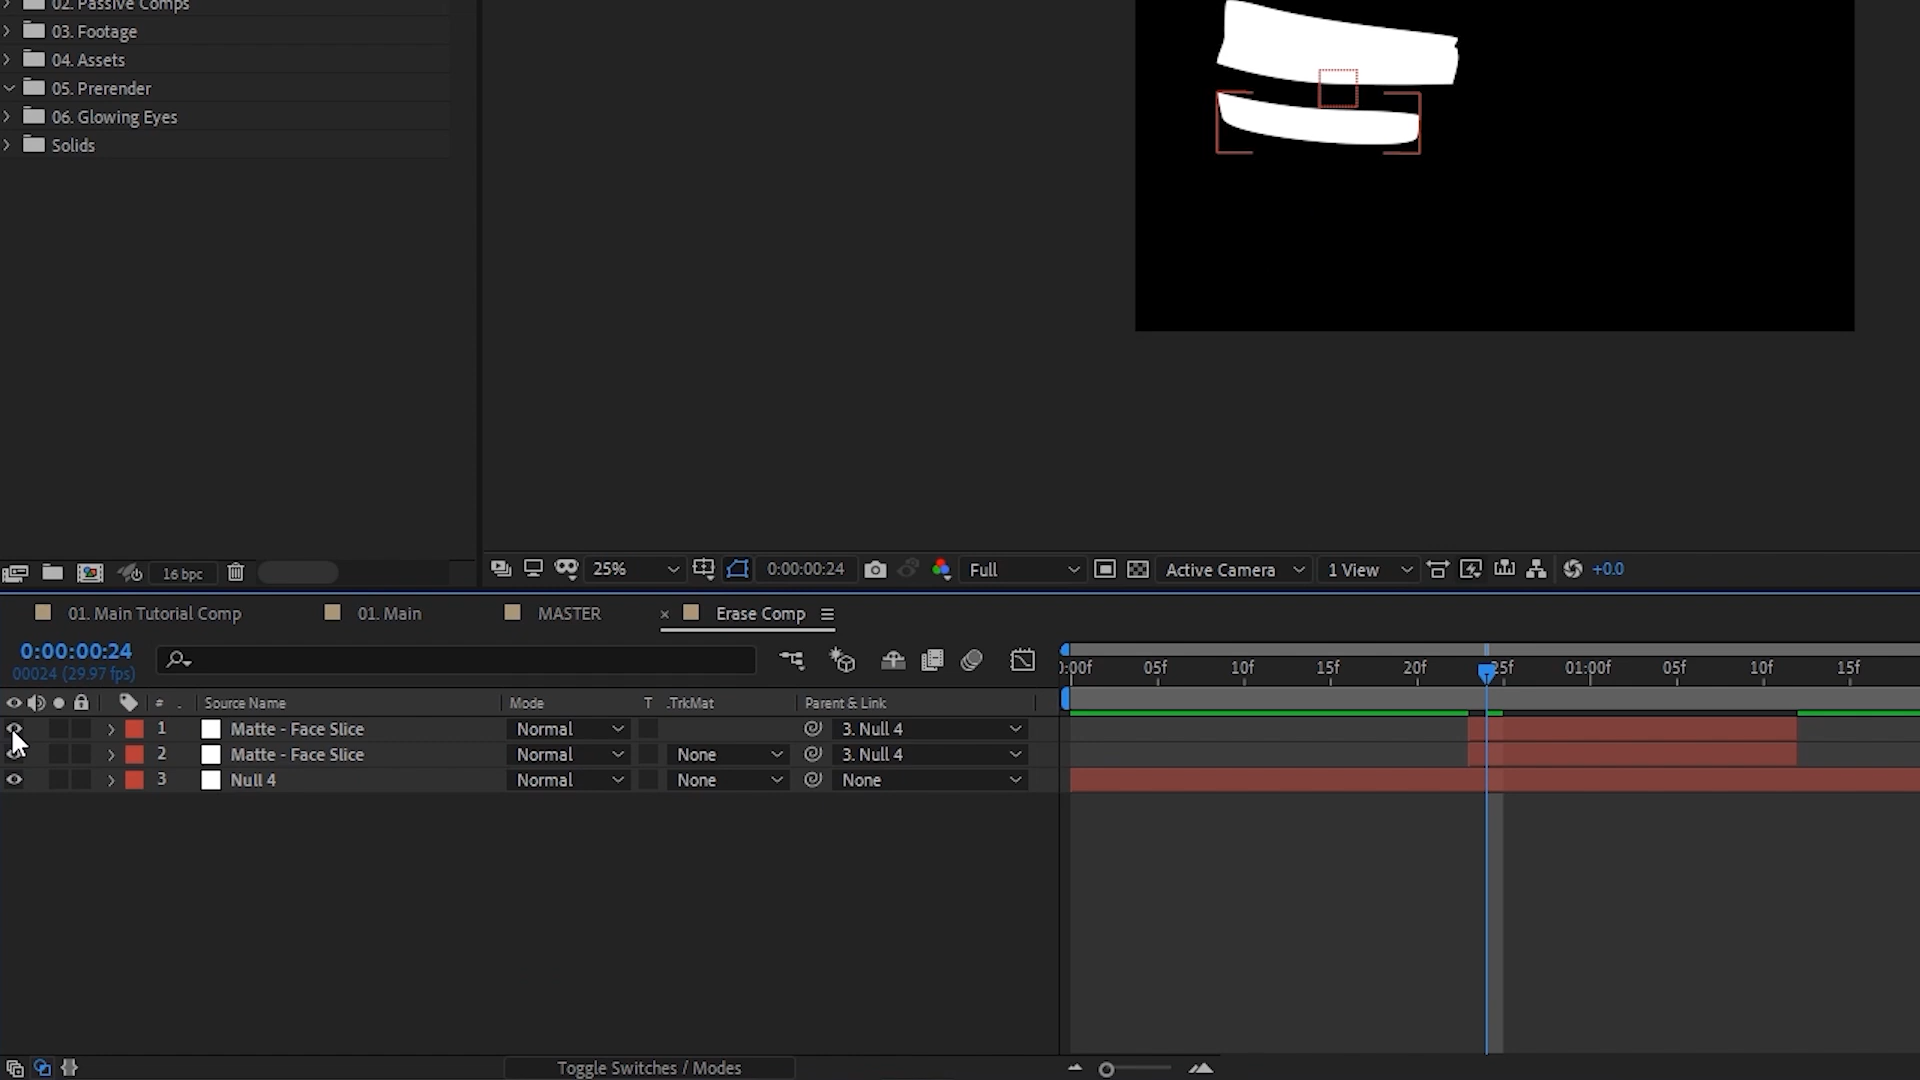 02. Passive Comps
03. Footage
04. Assets
05. Prerender
06. Glowing Eyes
Solids
16 bpc
25%
0:00:00:24
Full
Active Camera
1 View
+0.0
01. Main Tutorial Comp
01. Main
MASTER
× Erase Comp
0:00:00:24
00024 (29.97 fps)
:00f 05f 10f 15f 20f 25f 01:00f 05f 10f 15f
# . Source Name Mode T .TrkMat Parent & Link
1 Matte - Face Slice Normal 3. Null 4
2 Matte - Face Slice Normal None 3. Null 4
3 Null 4 Normal None None
Toggle Switches / Modes